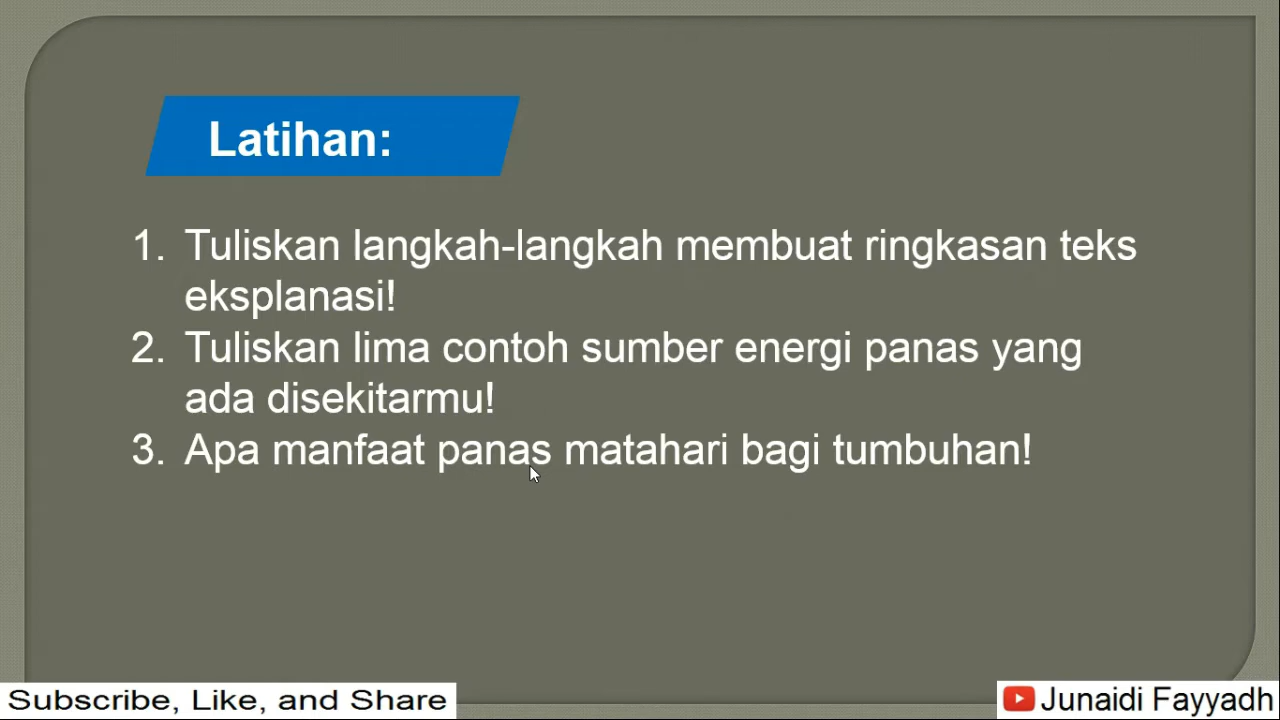 Latihan:
1. Tuliskan langkah-langkah membuat ringkasan teks
eksplanasi!
2. Tuliskan lima contoh sumber energi panas yang
ada disekitarmu!
3. Apa manfaat panas matahari bagi tumbuhan!
Subscribe, Like, and Share
Junaidi Fayyadh